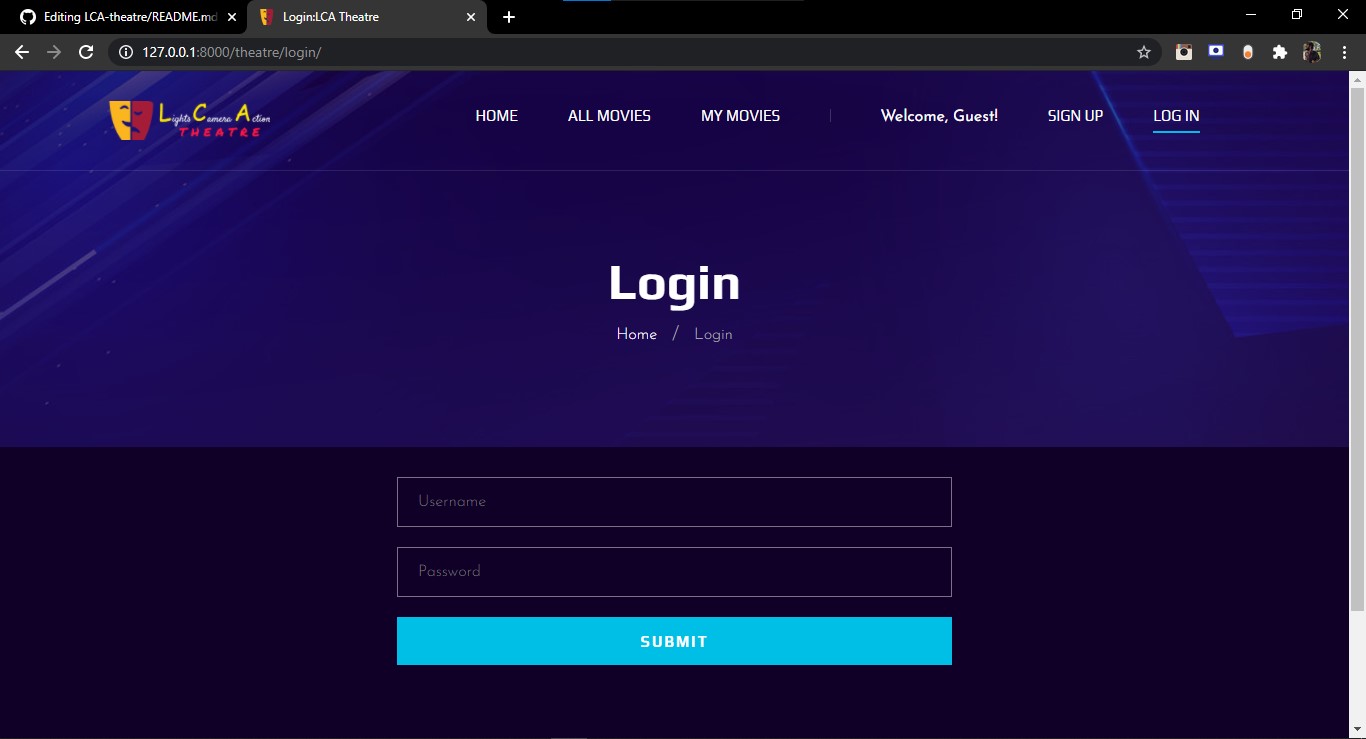 Editing LCA-theatre/README.md
Login:LCA Theatre
127.0.0.1:8000/theatre/login/
Lights Camera Action
THEATRE
HOME ALL MOVIES MY MOVIES Welcome, Guest! SIGN UP LOG IN
Login
Home / Login
Username
Password
SUBMIT